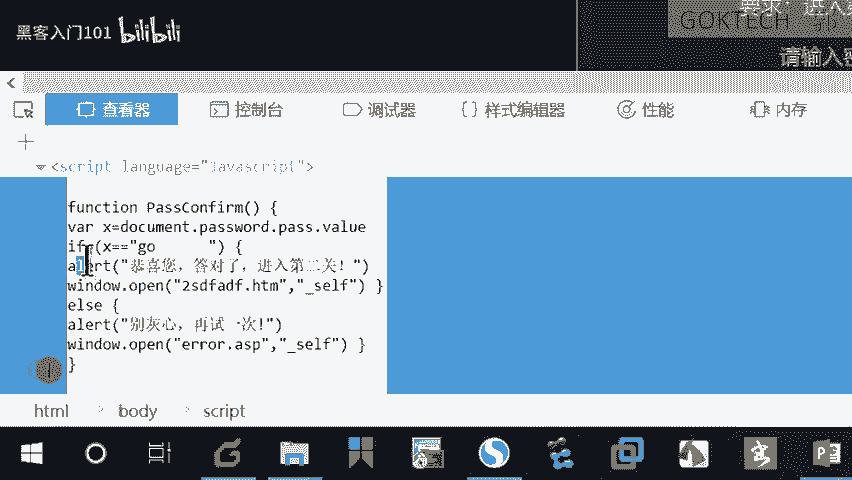 黑客入门101 bilibili
要求：进入第
GOKTECH
请输入密
查看器 控制台 调试器 {} 样式编辑器 性能 内存
<script language="Javascript">
function PassConfirm() {
var x=document.password.pass.value
if (x=="go      ") {
alert("恭喜您，答对了，进入第二关！")
window.open("2sdfadf.htm","_self") }
else {
alert("别灰心，再试一次!")
window.open("error.asp","_self") }
}
html body script